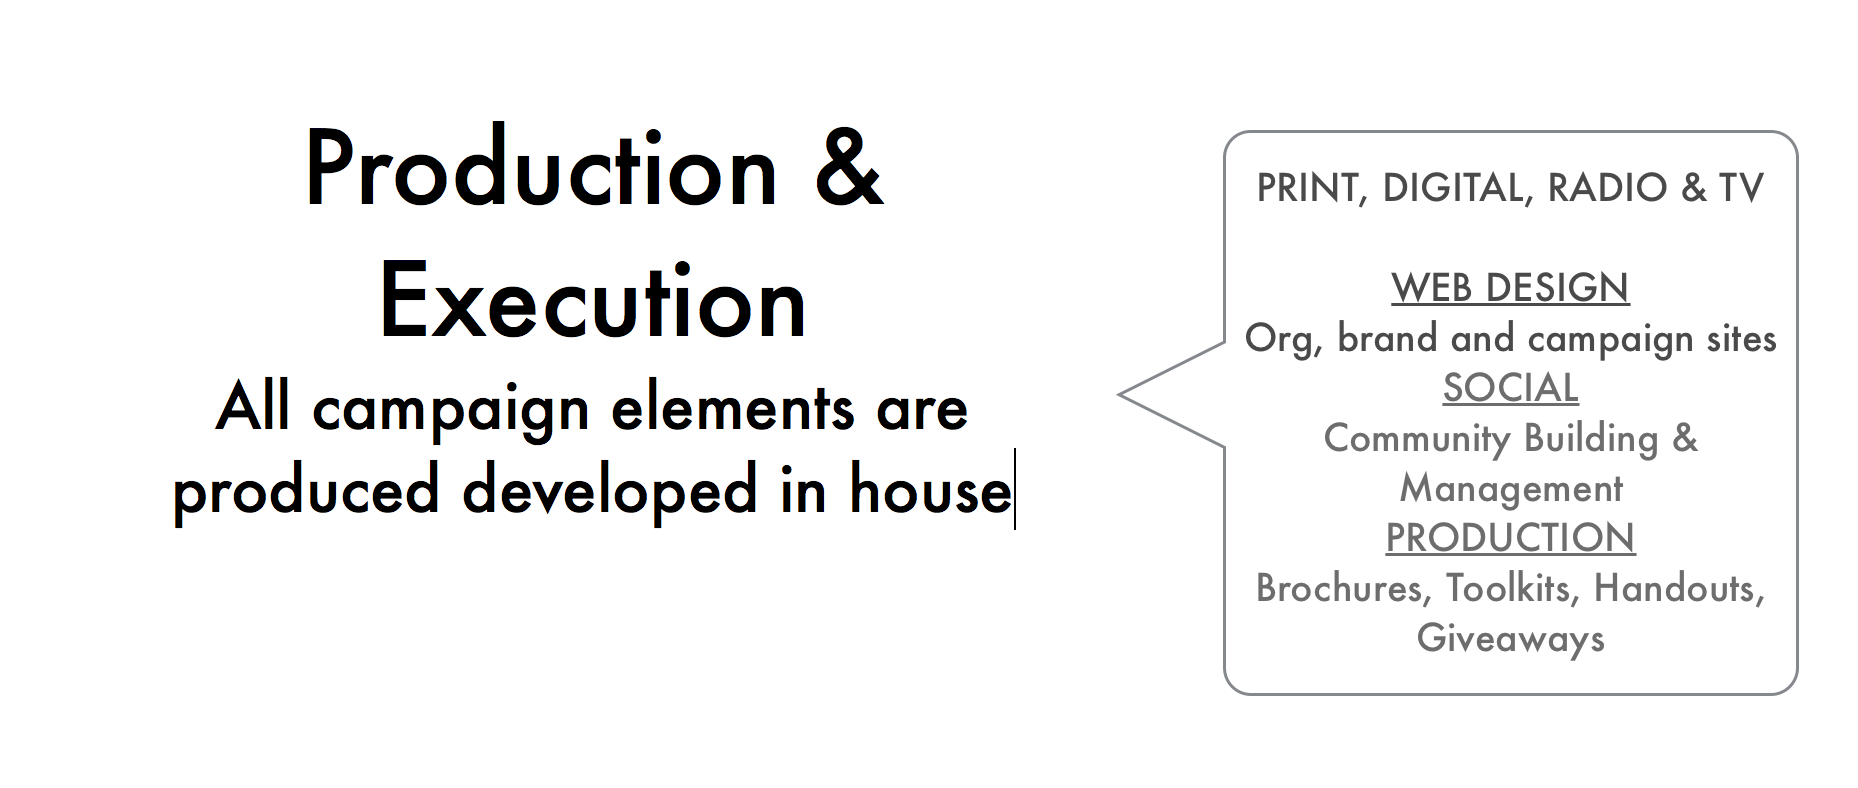 Production &
Execution
All campaign elements are
produced developed in house
PRINT, DIGITAL, RADIO & TV
WEB DESIGN
Org, brand and campaign sites
SOCIAL
Community Building &
Management
PRODUCTION
Brochures, Toolkits, Handouts,
Giveaways